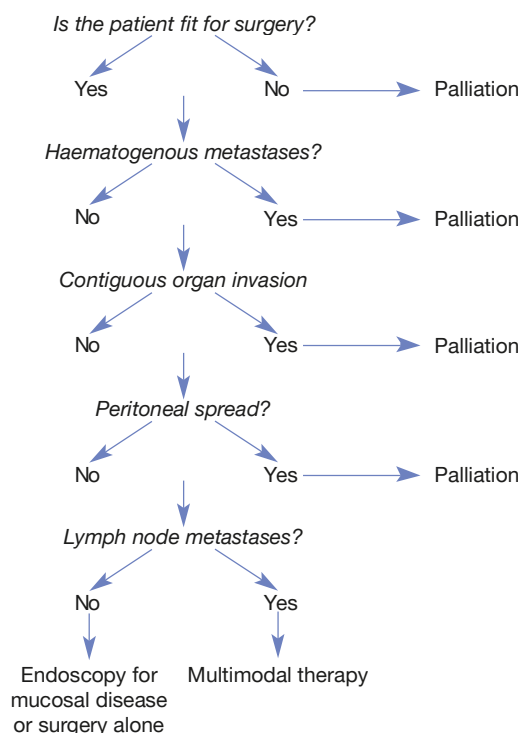 Is the patient fit for surgery?
Yes No Palliation
Haematogenous metastases?
No Yes Palliation
Contiguous organ invasion
No Yes Palliation
Peritoneal spread?
No Yes Palliation
Lymph node metastases?
No Yes
Endoscopy for
mucosal disease
or surgery alone
Multimodal therapy